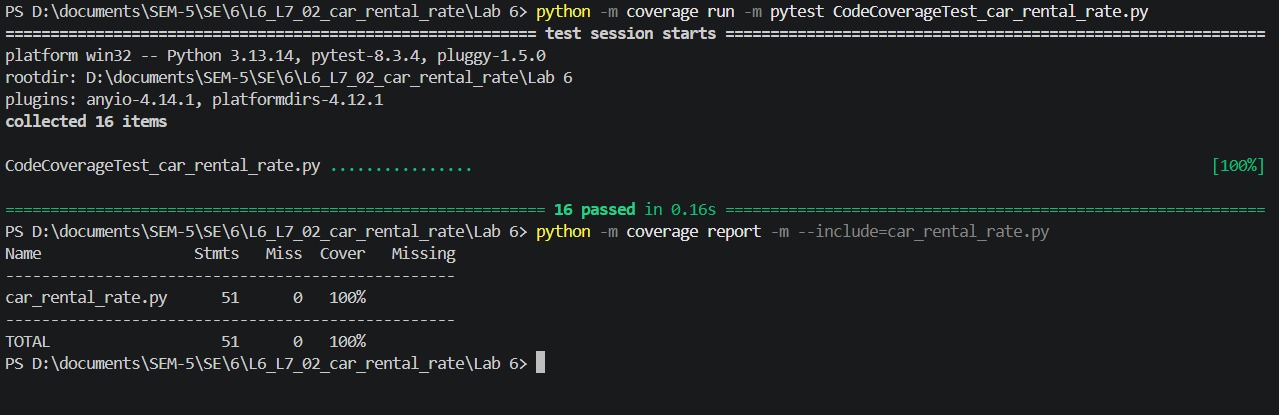 PS D:\documents\SEM-5\SE\6\L6_L7_02_car_rental_rate\Lab 6> python -m coverage run -m pytest CodeCoverageTest_car_rental_rate.py
=========================================================== test session starts ============================================================
platform win32 -- Python 3.13.14, pytest-8.3.4, pluggy-1.5.0
rootdir: D:\documents\SEM-5\SE\6\L6_L7_02_car_rental_rate\Lab 6
plugins: anyio-4.14.1, platformdirs-4.12.1
collected 16 items
CodeCoverageTest_car_rental_rate.py ................ [100%]
============================================================ 16 passed in 0.16s ============================================================
PS D:\documents\SEM-5\SE\6\L6_L7_02_car_rental_rate\Lab 6> python -m coverage report -m --include=car_rental_rate.py
Name                 Stmts   Miss  Cover   Missing
--------------------------------------------------
car_rental_rate.py      51      0   100%
--------------------------------------------------
TOTAL                   51      0   100%
PS D:\documents\SEM-5\SE\6\L6_L7_02_car_rental_rate\Lab 6>